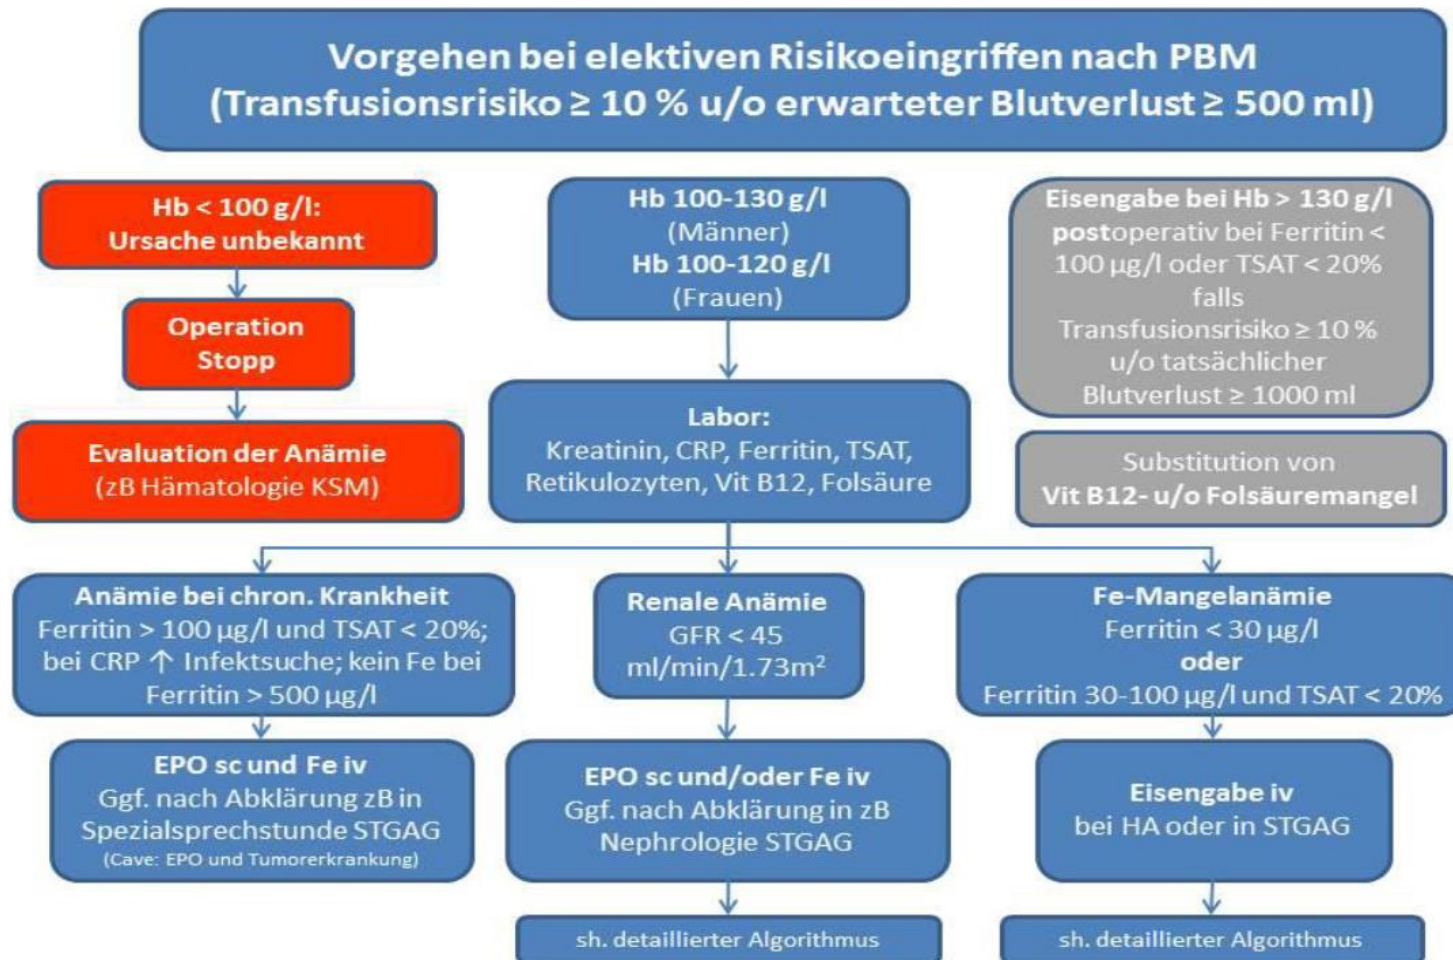 Vorgehen bei elektiven Risikoeingriffen nach PBM
(Transfusionsrisiko ≥ 10 % u/o erwarteter Blutverlust ≥ 500 ml)
Hb < 100 g/l:
Ursache unbekannt
Operation
Stopp
Evaluation der Anämie
(zB Hämatologie KSM)
Hb 100-130 g/l
(Männer)
Hb 100-120 g/l
(Frauen)
Labor:
Kreatinin, CRP, Ferritin, TSAT,
Retikulozyten, Vit B12, Folsäure
Eisengabe bei Hb > 130 g/l
postoperativ bei Ferritin <
100 µg/l oder TSAT < 20%
falls
Transfusionsrisiko ≥ 10 %
u/o tatsächlicher
Blutverlust ≥ 1000 ml
Substitution von
Vit B12- u/o Folsäuremangel
Anämie bei chron. Krankheit
Ferritin > 100 µg/l und TSAT < 20%;
bei CRP ↑ Infektsuche; kein Fe bei
Ferritin > 500 µg/l
EPO sc und Fe iv
Ggf. nach Abklärung zB in
Spezialsprechstunde STGAG
(Cave: EPO und Tumorerkrankung)
Renale Anämie
GFR < 45
ml/min/1.73m²
EPO sc und/oder Fe iv
Ggf. nach Abklärung in zB
Nephrologie STGAG
sh. detaillierter Algorithmus
Fe-Mangelanämie
Ferritin < 30 µg/l
oder
Ferritin 30-100 µg/l und TSAT < 20%
Eisengabe iv
bei HA oder in STGAG
sh. detaillierter Algorithmus